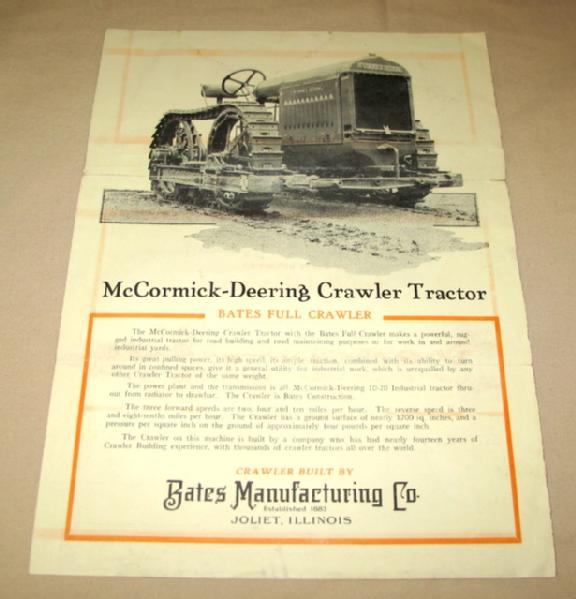 McCORMICK-DEERING
McCormick-Deering Crawler Tractor
BATES FULL CRAWLER
The McCormick-Deering Crawler Tractor with the Bates Full Crawler makes a powerful, rug-
ged industrial tractor for road building and road maintaining purposes or for work in and around
industrial yards.
Its great pulling power, its high speed, its ample traction, combined with its ability to turn
around in confined spaces, give it a general utility for industrial work, which is unequalled by any
other Crawler Tractor of the same weight.
The power plant and the transmission is all McCormick-Deering 10-20 Industrial tractor thru-
out from radiator to drawbar. The Crawler is Bates Construction.
The three forward speeds are two, four and ten miles per hour. The reverse speed is three
and eight-tenths miles per hour. The Crawler has a ground surface of nearly 1200 sq. inches, and a
pressure per square inch on the ground of approximately four pounds per square inch.
The Crawler on this machine is built by a company who has had nearly fourteen years of
Crawler Building experience, with thousands of crawler tractors all over the world.
CRAWLER BUILT BY
Bates Manufacturing Co.
Established 1883
JOLIET, ILLINOIS